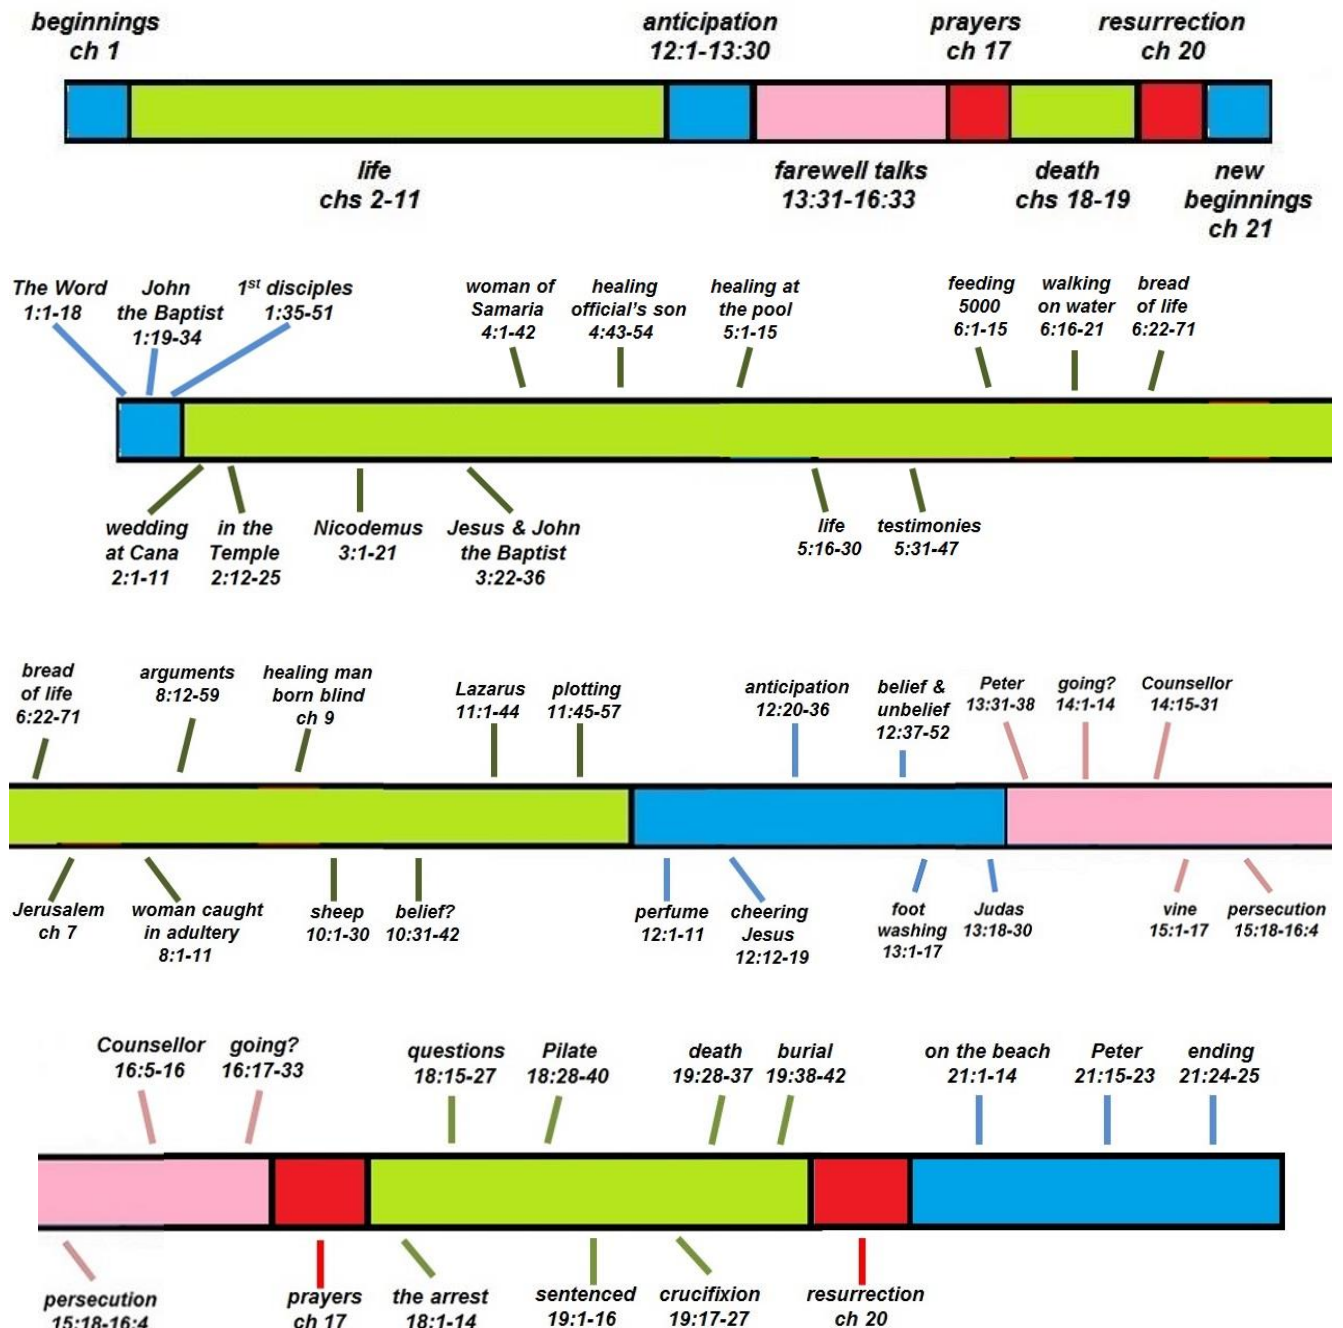 beginnings
ch 1
anticipation
12:1-13:30
prayers
ch 17
resurrection
ch 20
life
chs 2-11
farewell talks
13:31-16:33
death
chs 18-19
new
beginnings
ch 21
The Word
1:1-18
John
the Baptist
1:19-34
1st disciples
1:35-51
woman of
Samaria
4:1-42
healing
official's son
4:43-54
healing at
the pool
5:1-15
feeding
5000
6:1-15
walking
on water
6:16-21
bread
of life
6:22-71
wedding
at Cana
2:1-11
in the
Temple
2:12-25
Nicodemus
3:1-21
Jesus & John
the Baptist
3:22-36
life
5:16-30
testimonies
5:31-47
bread
of life
6:22-71
arguments
8:12-59
healing man
born blind
ch 9
Lazarus
11:1-44
plotting
11:45-57
anticipation
12:20-36
belief &
unbelief
12:37-52
Peter
13:31-38
going?
14:1-14
Counsellor
14:15-31
Jerusalem
ch 7
woman caught
in adultery
8:1-11
sheep
10:1-30
belief?
10:31-42
perfume
12:1-11
cheering
Jesus
12:12-19
foot
washing
13:1-17
Judas
13:18-30
vine
15:1-17
persecution
15:18-16:4
Counsellor
16:5-16
going?
16:17-33
questions
18:15-27
Pilate
18:28-40
death
19:28-37
burial
19:38-42
on the beach
21:1-14
Peter
21:15-23
ending
21:24-25
persecution
15:18-16:4
prayers
ch 17
the arrest
18:1-14
sentenced
19:1-16
crucifixion
19:17-27
resurrection
ch 20